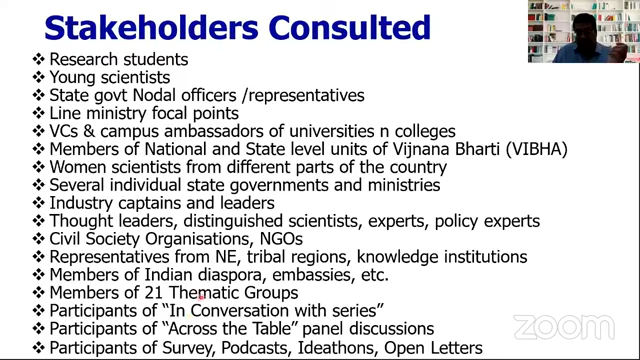 Stakeholders Consulted
❖ Research students
❖ Young scientists
❖ State govt Nodal officers /representatives
❖ Line ministry focal points
❖ VCs & campus ambassadors of universities n colleges
❖ Members of National and State level units of Vijnana Bharti (VIBHA)
❖ Women scientists from different parts of the country
❖ Several individual state governments and ministries
❖ Industry captains and leaders
❖ Thought leaders, distinguished scientists, experts, policy experts
❖ Civil Society Organisations, NGOs
❖ Representatives from NE, tribal regions, knowledge institutions
❖ Members of Indian diaspora, embassies, etc.
❖ Members of 21 Thematic Groups
❖ Participants of “In Conversation with series”
❖ Participants of “Across the Table” panel discussions
❖ Participants of Survey, Podcasts, Ideathons, Open Letters
zoom